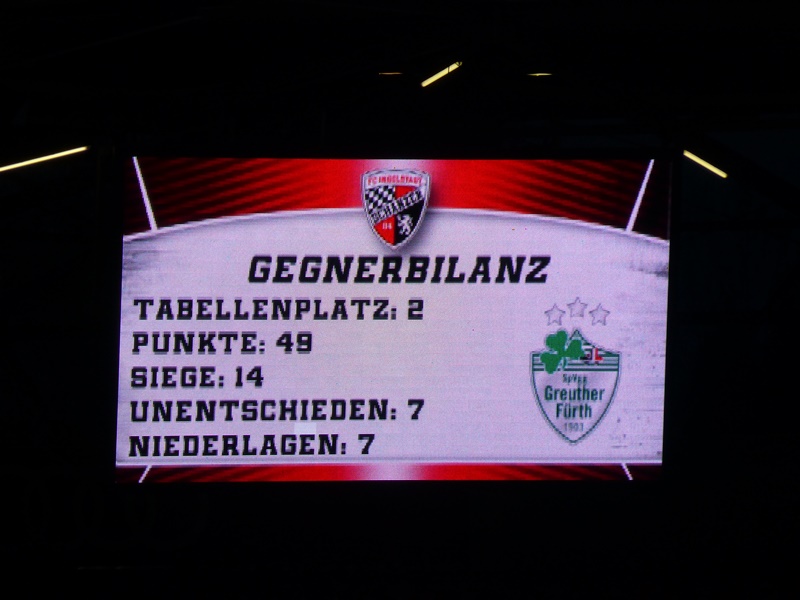 FC INGOLSTADT
SCHANZER
04
GEGNERBILANZ
TABELLENPLATZ: 2
PUNKTE: 49
SIEGE: 14
UNENTSCHIEDEN: 7
NIEDERLAGEN: 7
SpVgg
Greuther
Fürth
1903